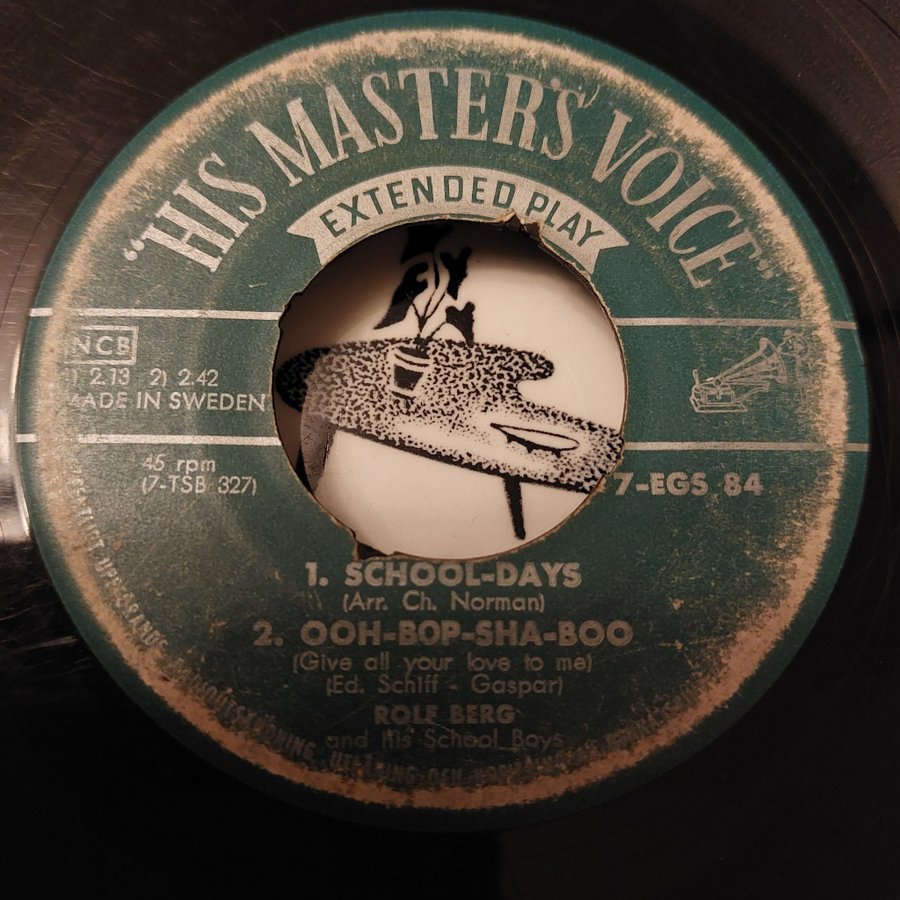 "HIS MASTER'S VOICE"
EXTENDED PLAY
NCB
1) 2.13 2) 2.42
MADE IN SWEDEN
45 rpm
(7-TSB 327)
7-EGS 84
1. SCHOOL-DAYS
(Arr. Ch. Norman)
2. OOH-BOP-SHA-BOO
(Give all your love to me)
(Ed. Schiff - Gaspar)
ROLF BERG
and his School Boys